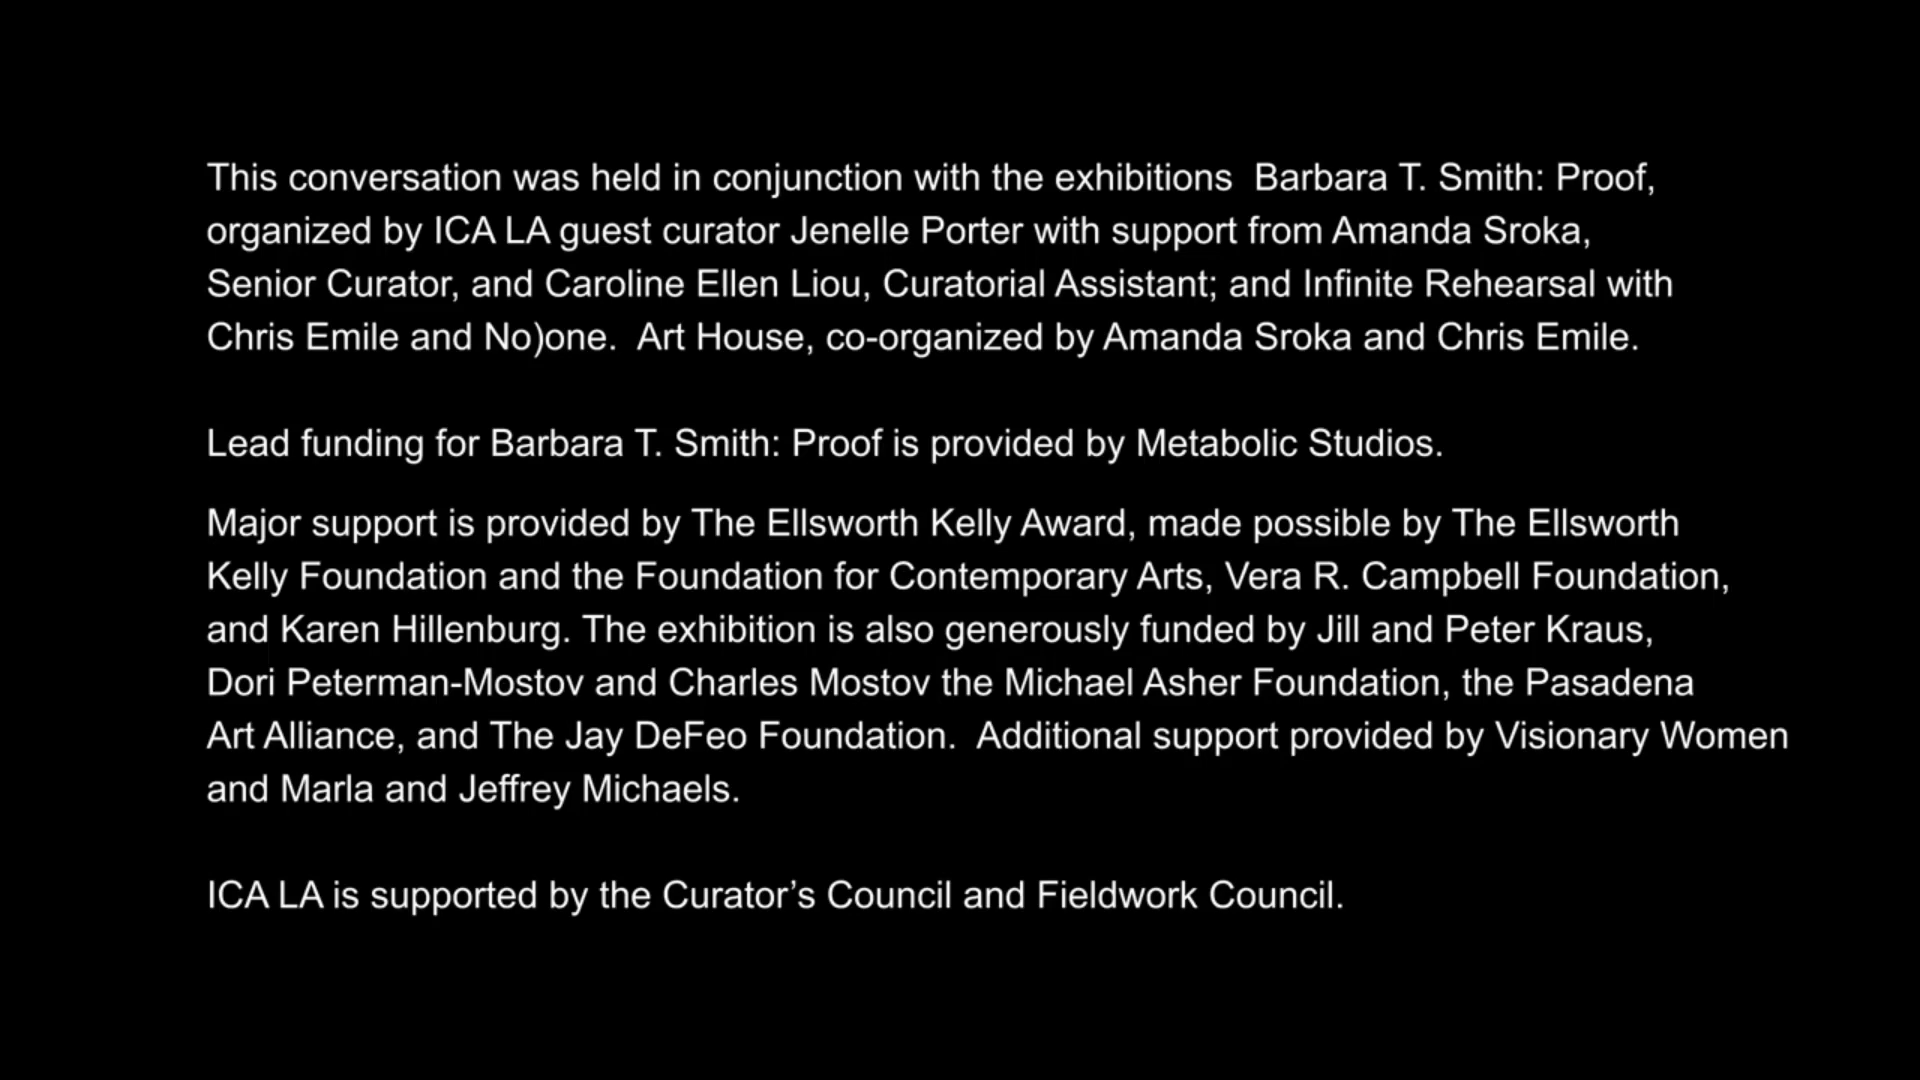 This conversation was held in conjunction with the exhibitions  Barbara T. Smith: Proof,
organized by ICA LA guest curator Jenelle Porter with support from Amanda Sroka,
Senior Curator, and Caroline Ellen Liou, Curatorial Assistant; and Infinite Rehearsal with
Chris Emile and No)one.  Art House, co-organized by Amanda Sroka and Chris Emile.
Lead funding for Barbara T. Smith: Proof is provided by Metabolic Studios.
Major support is provided by The Ellsworth Kelly Award, made possible by The Ellsworth
Kelly Foundation and the Foundation for Contemporary Arts, Vera R. Campbell Foundation,
and Karen Hillenburg. The exhibition is also generously funded by Jill and Peter Kraus,
Dori Peterman-Mostov and Charles Mostov the Michael Asher Foundation, the Pasadena
Art Alliance, and The Jay DeFeo Foundation.  Additional support provided by Visionary Women
and Marla and Jeffrey Michaels.
ICA LA is supported by the Curator’s Council and Fieldwork Council.